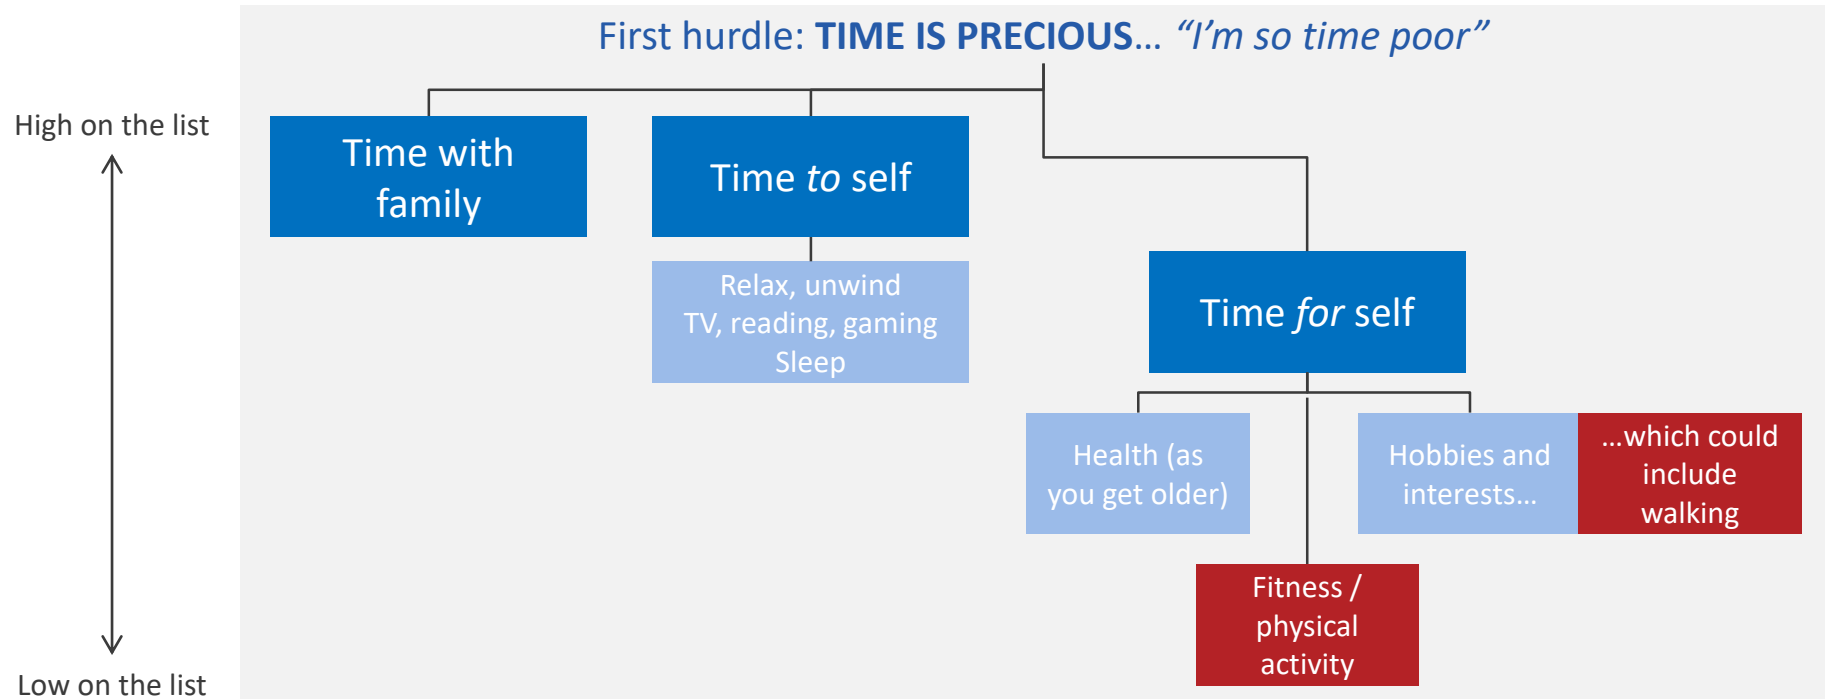 First hurdle: TIME IS PRECIOUS… “I’m so time poor”
High on the list
Time with
family
Time to self
Relax, unwind
TV, reading, gaming
Sleep
Time for self
Health (as
you get older)
Hobbies and
interests…
…which could
include
walking
Fitness /
physical
activity
Low on the list